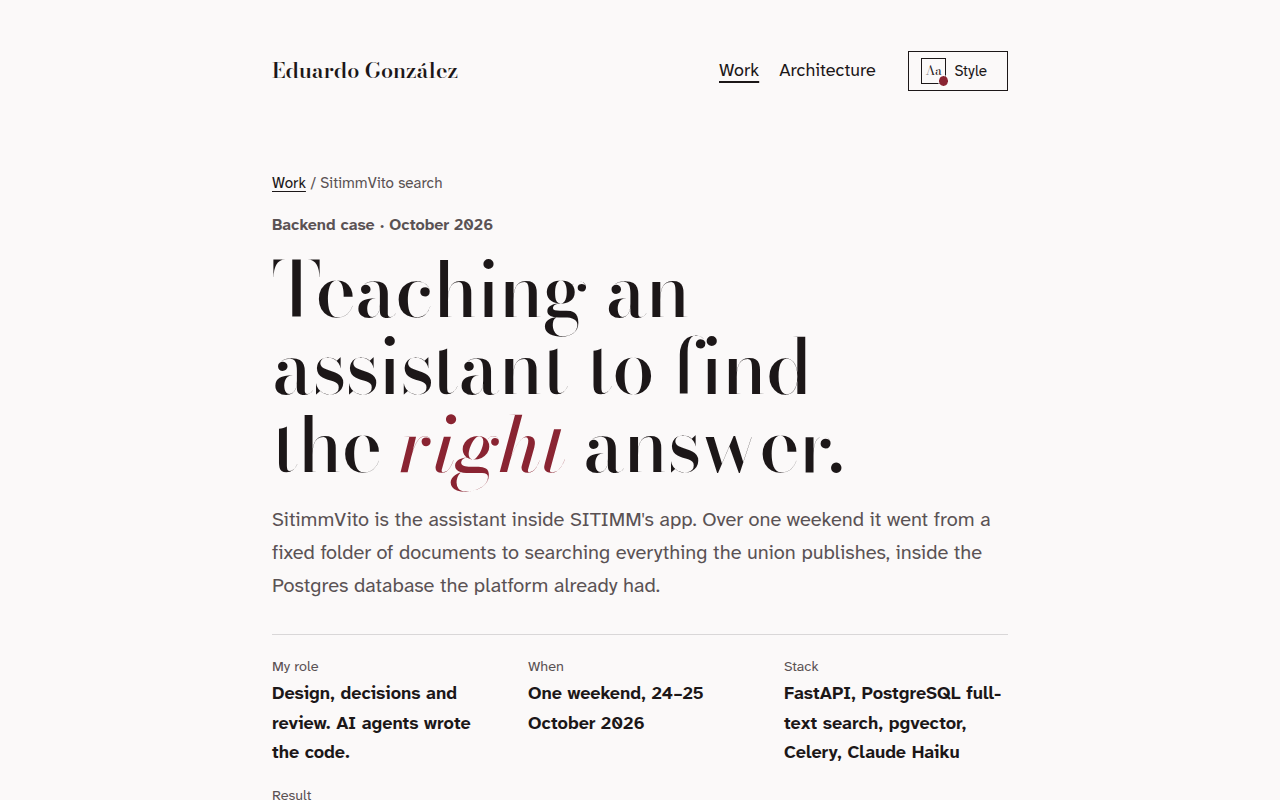 Eduardo González
Work
Architecture
Aa
Style
Work / SitimmVito search
Backend case · October 2026
Teaching an
assistant to find
the right answer.
SitimmVito is the assistant inside SITIMM's app. Over one weekend it went from a
fixed folder of documents to searching everything the union publishes, inside the
Postgres database the platform already had.
My role
Design, decisions and
review. AI agents wrote
the code.
When
One weekend, 24–25
October 2026
Stack
FastAPI, PostgreSQL full-
text search, pgvector,
Celery, Claude Haiku
Result